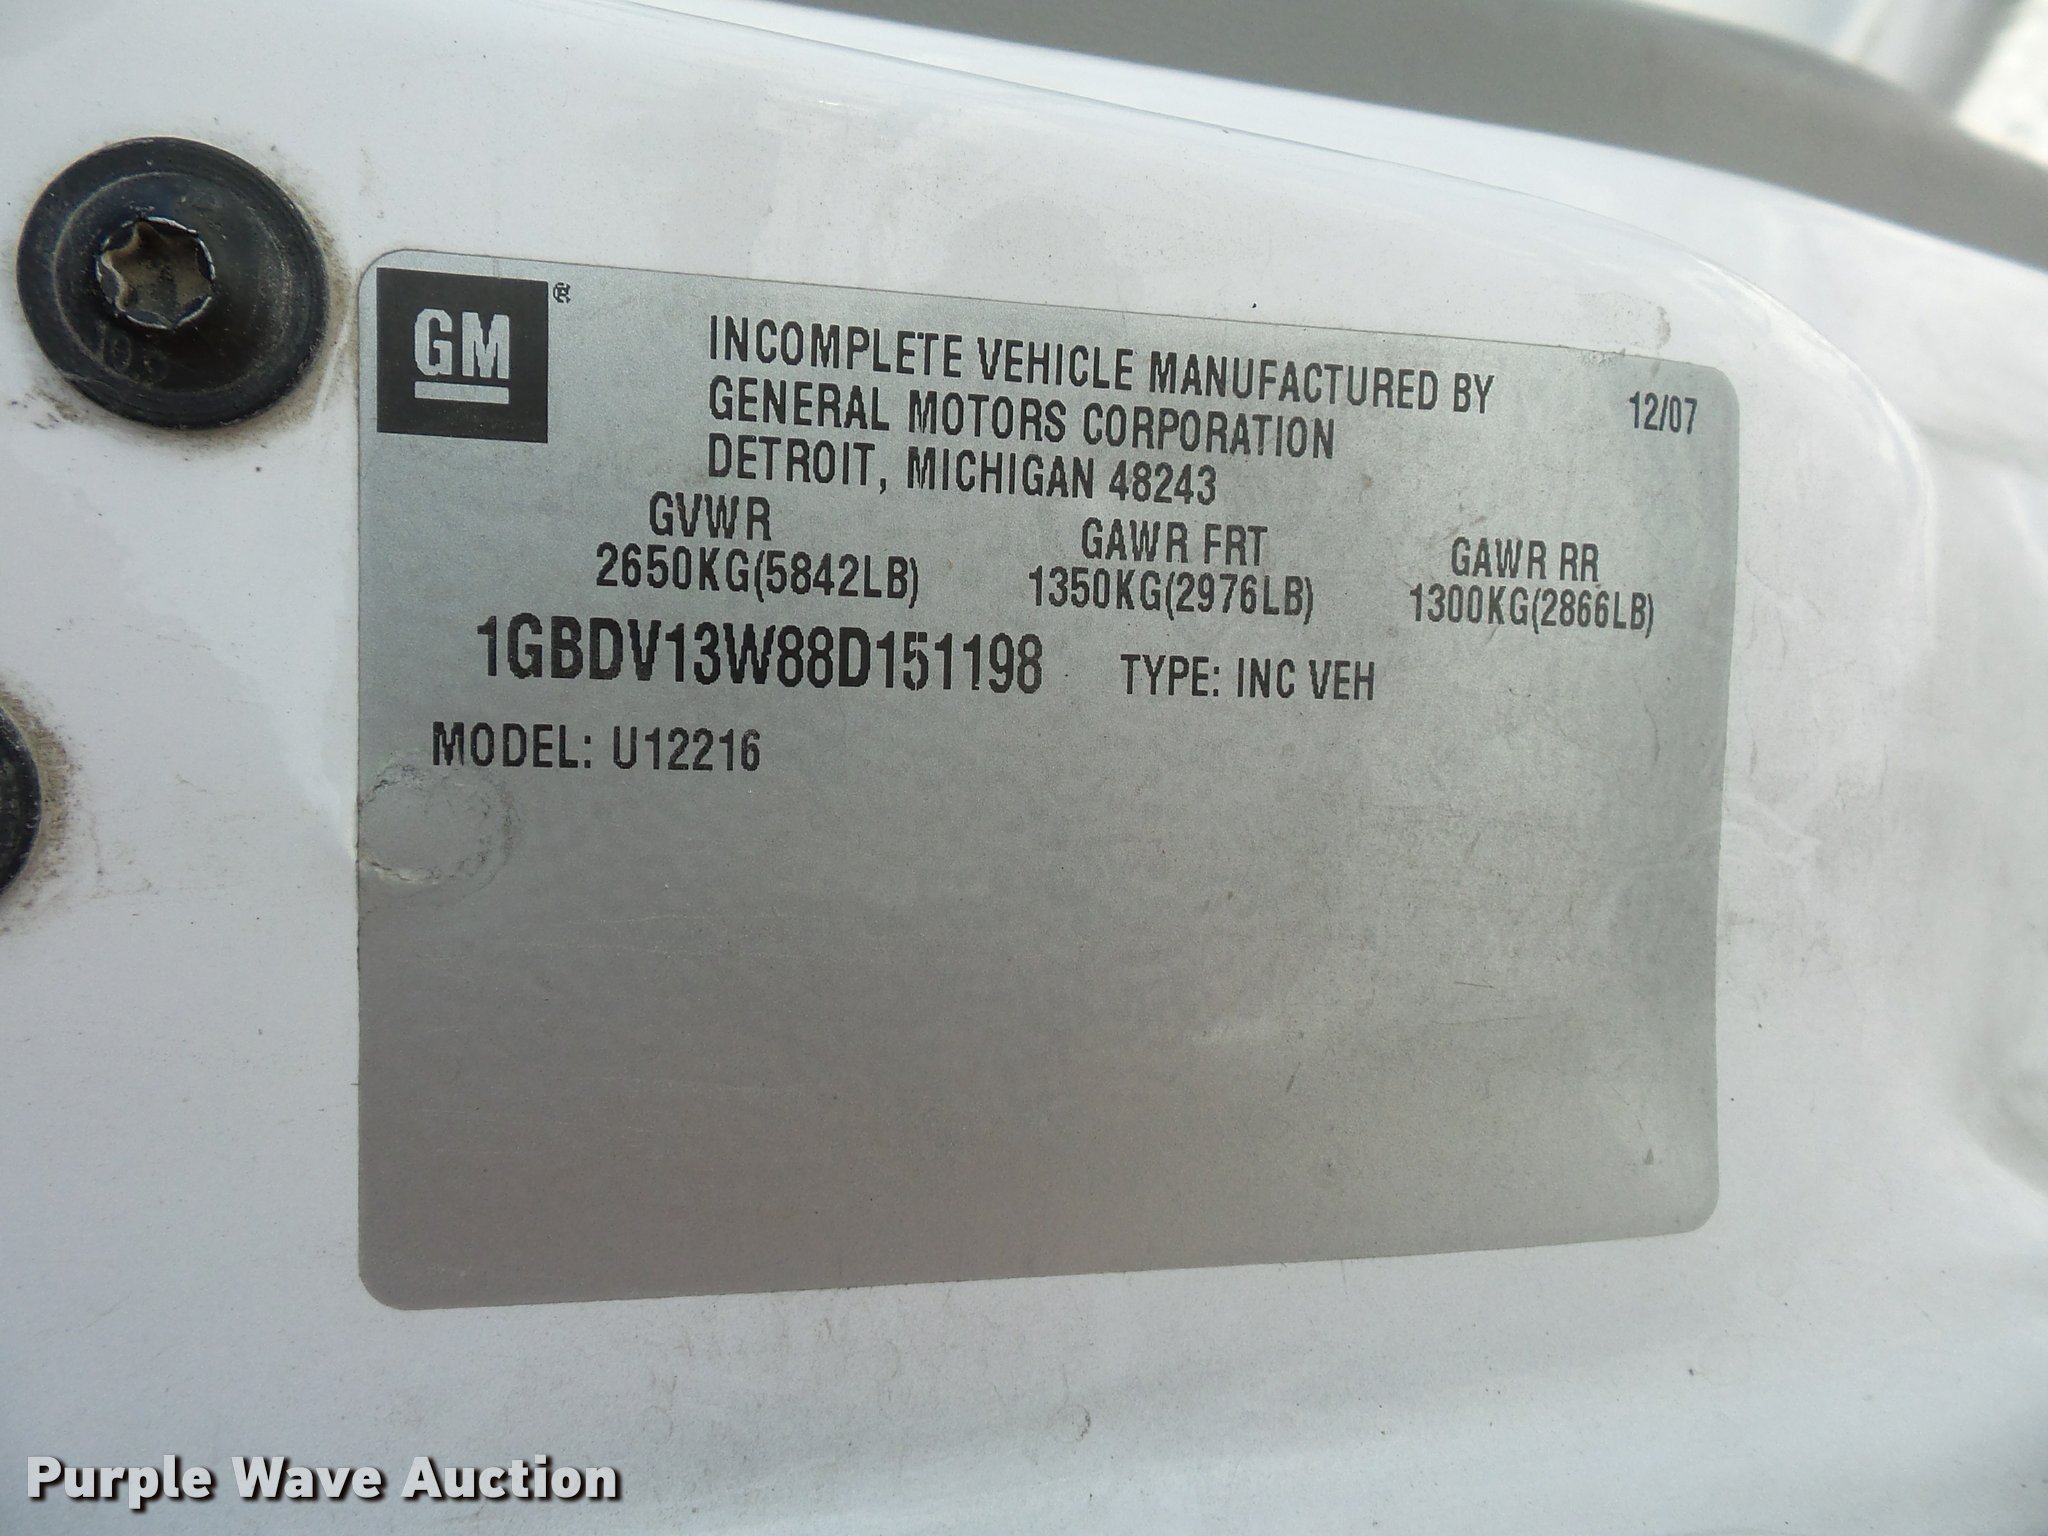 GM ®
INCOMPLETE VEHICLE MANUFACTURED BY
GENERAL MOTORS CORPORATION
DETROIT, MICHIGAN 48243
12/07
GVWR
2650KG(5842LB)
GAWR FRT
1350KG(2976LB)
GAWR RR
1300KG(2866LB)
1GBDV13W88D151198 TYPE: INC VEH
MODEL: U12216
Purple Wave Auction